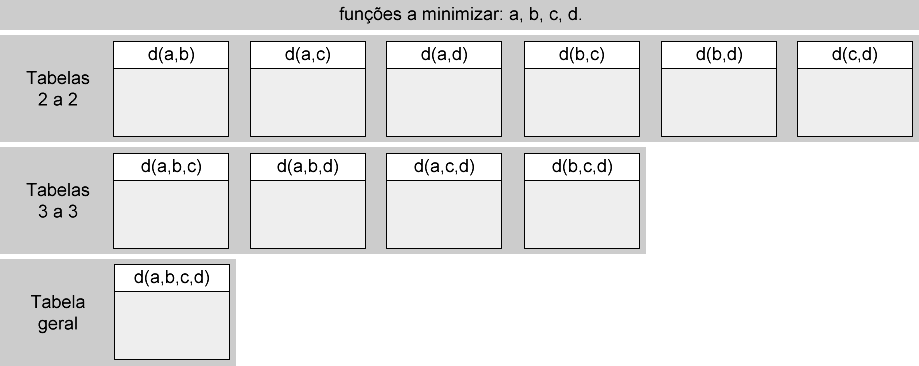 funções a minimizar: a, b, c, d.
Tabelas
2 a 2
d(a,b)
d(a,c)
d(a,d)
d(b,c)
d(b,d)
d(c,d)
Tabelas
3 a 3
d(a,b,c)
d(a,b,d)
d(a,c,d)
d(b,c,d)
Tabela
geral
d(a,b,c,d)